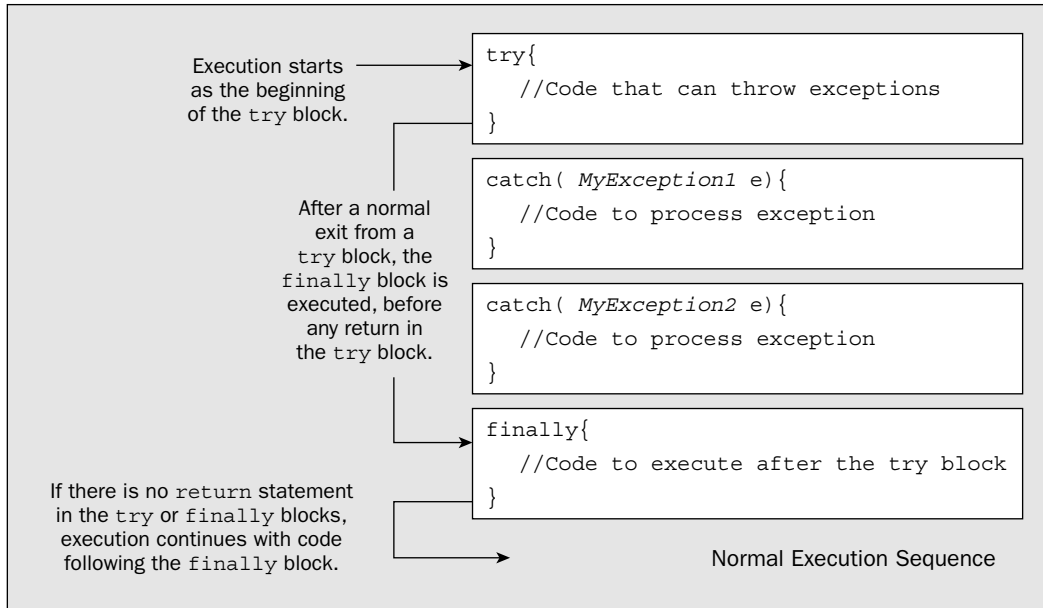 Execution starts
as the beginning
of the try block.
try{
//Code that can throw exceptions
}
catch( MyException1 e){
//Code to process exception
}
After a normal
exit from a
try block, the
finally block is
executed, before
any return in
the try block.
catch( MyException2 e){
//Code to process exception
}
finally{
//Code to execute after the try block
}
If there is no return statement
in the try or finally blocks,
execution continues with code
following the finally block.
Normal Execution Sequence